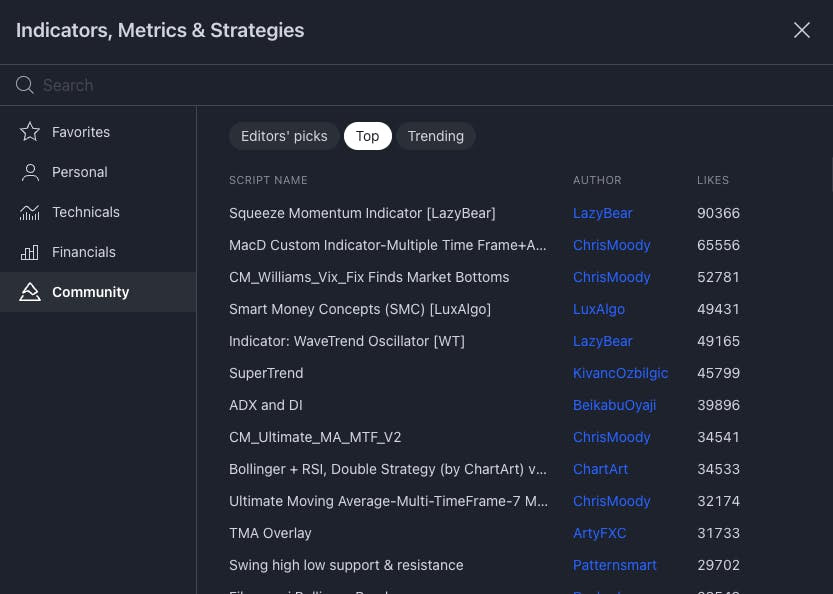 Indicators, Metrics & Strategies
Search
Favorites
Personal
Technicals
Financials
Community
Editors' picks Top Trending
SCRIPT NAME AUTHOR LIKES
Squeeze Momentum Indicator [LazyBear] LazyBear 90366
MacD Custom Indicator-Multiple Time Frame+A... ChrisMoody 65556
CM_Williams_Vix_Fix Finds Market Bottoms ChrisMoody 52781
Smart Money Concepts (SMC) [LuxAlgo] LuxAlgo 49431
Indicator: WaveTrend Oscillator [WT] LazyBear 49165
SuperTrend KivancOzbilgic 45799
ADX and DI BeikabuOyaji 39896
CM_Ultimate_MA_MTF_V2 ChrisMoody 34541
Bollinger + RSI, Double Strategy (by ChartArt) v... ChartArt 34533
Ultimate Moving Average-Multi-TimeFrame-7 M... ChrisMoody 32174
TMA Overlay ArtyFXC 31733
Swing high low support & resistance Patternsmart 29702